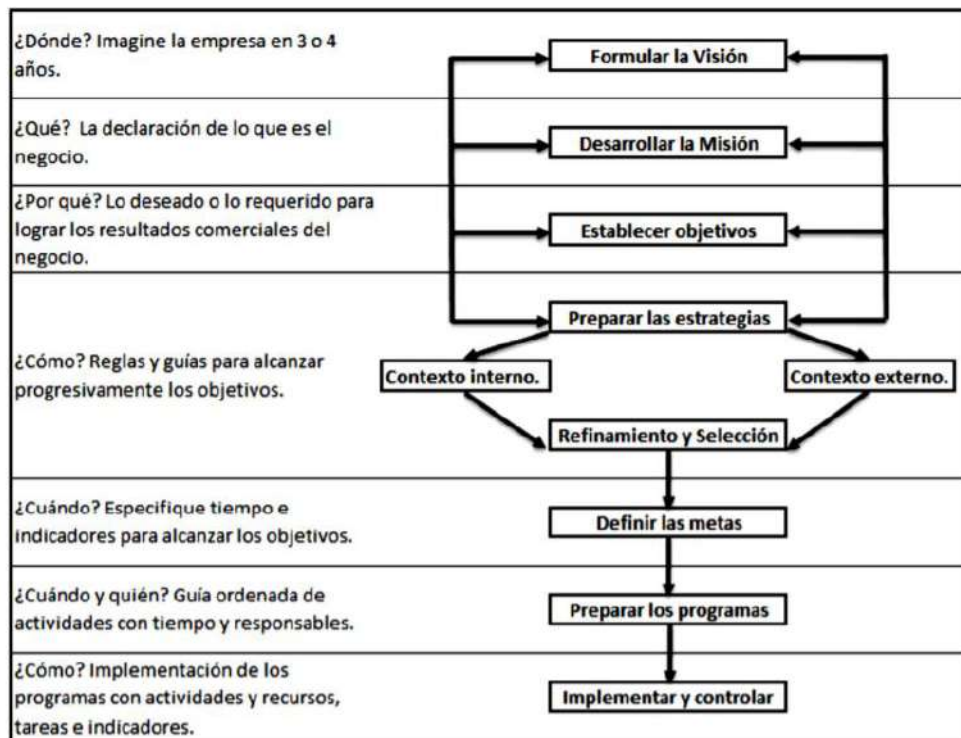 ¿Dónde? Imagine la empresa en 3 o 4
años.
Formular la Visión
¿Qué? La declaración de lo que es el
negocio.
Desarrollar la Misión
¿Por qué? Lo deseado o lo requerido para
lograr los resultados comerciales del
negocio.
Establecer objetivos
Preparar las estrategias
¿Cómo? Reglas y guías para alcanzar
progresivamente los objetivos.
Contexto interno.
Contexto externo.
Refinamiento y Selección
¿Cuándo? Especifique tiempo e
indicadores para alcanzar los objetivos.
Definir las metas
¿Cuándo y quién? Guía ordenada de
actividades con tiempo y responsables.
Preparar los programas
¿Cómo? Implementación de los
programas con actividades y recursos,
tareas e indicadores.
Implementar y controlar